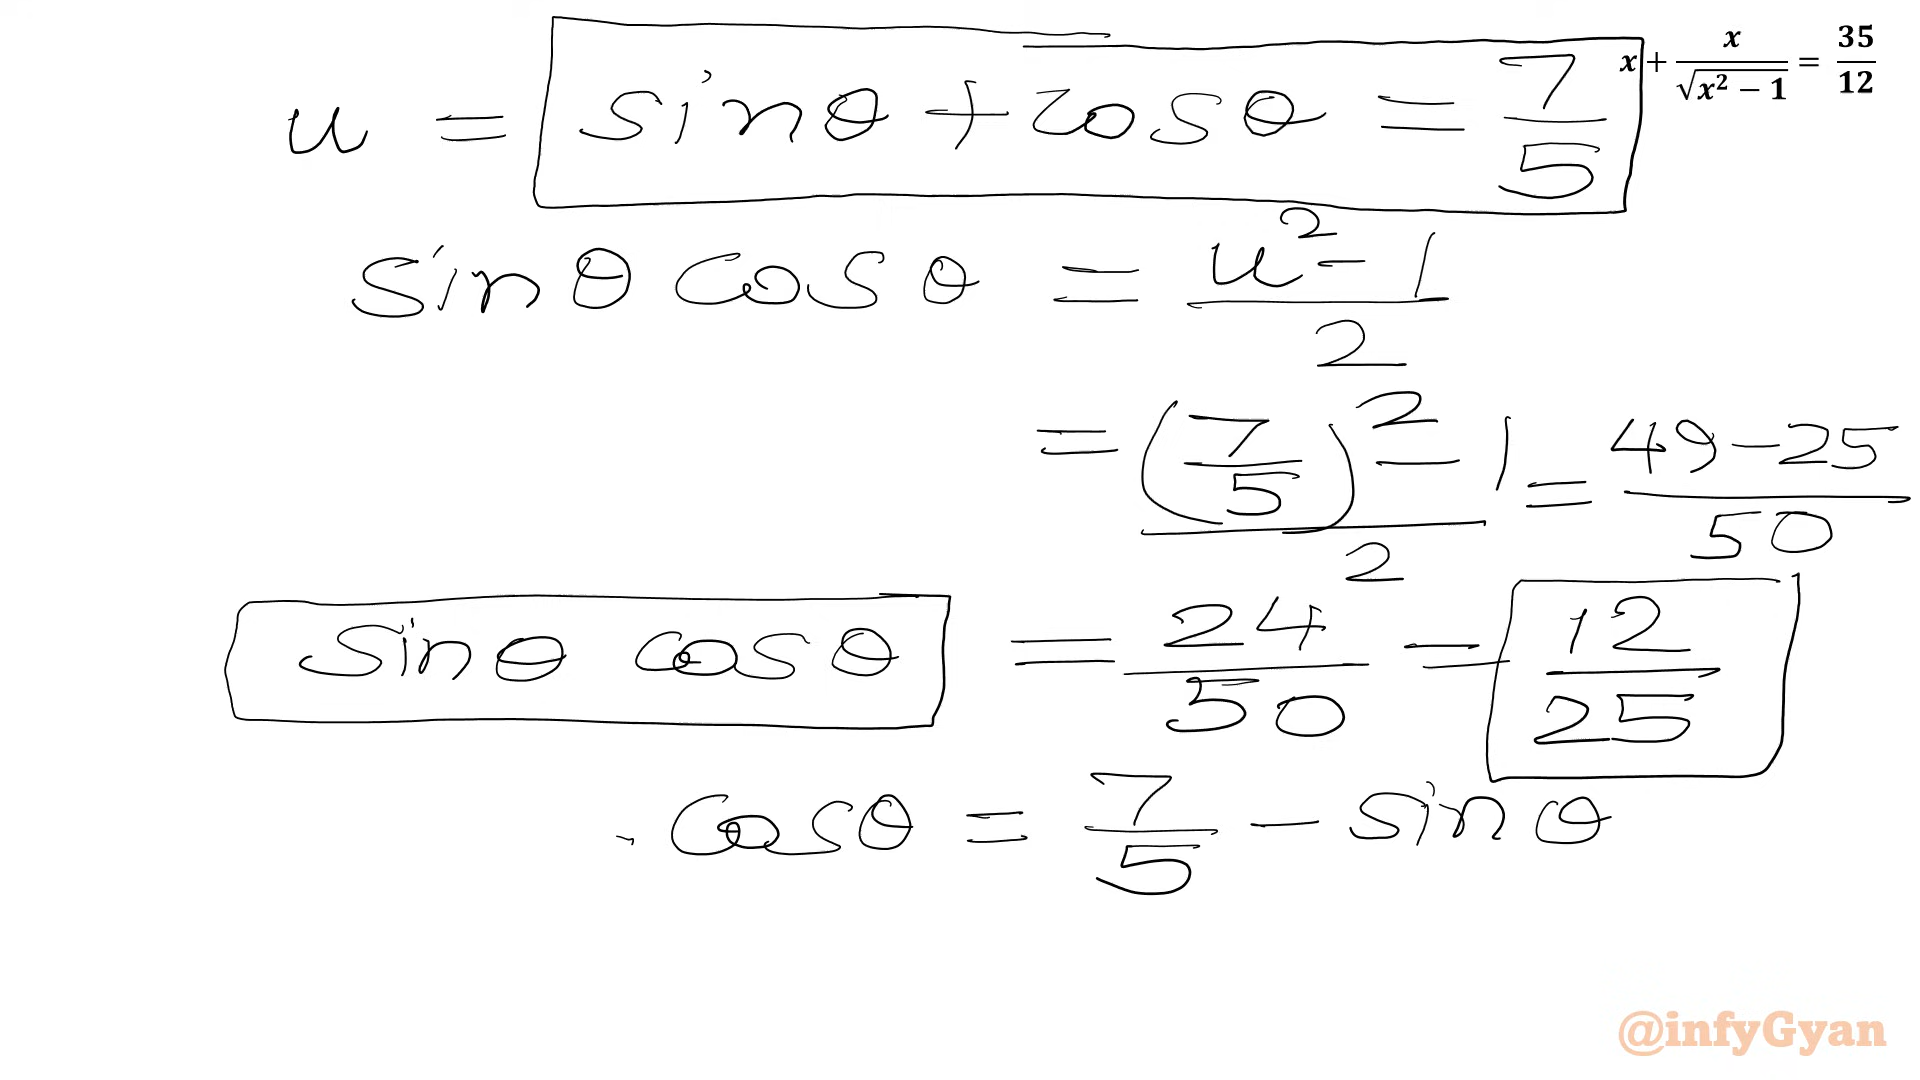 x + x/√(x² − 1) = 35/12
u = sinθ + cosθ = 7/5
sinθ cosθ = (u² − 1)/2
= ((7/5)² − 1)/2 = (49 − 25)/50
sinθ cosθ = 24/50 = 12/25
cosθ = 7/5 − sinθ
@infyGyan